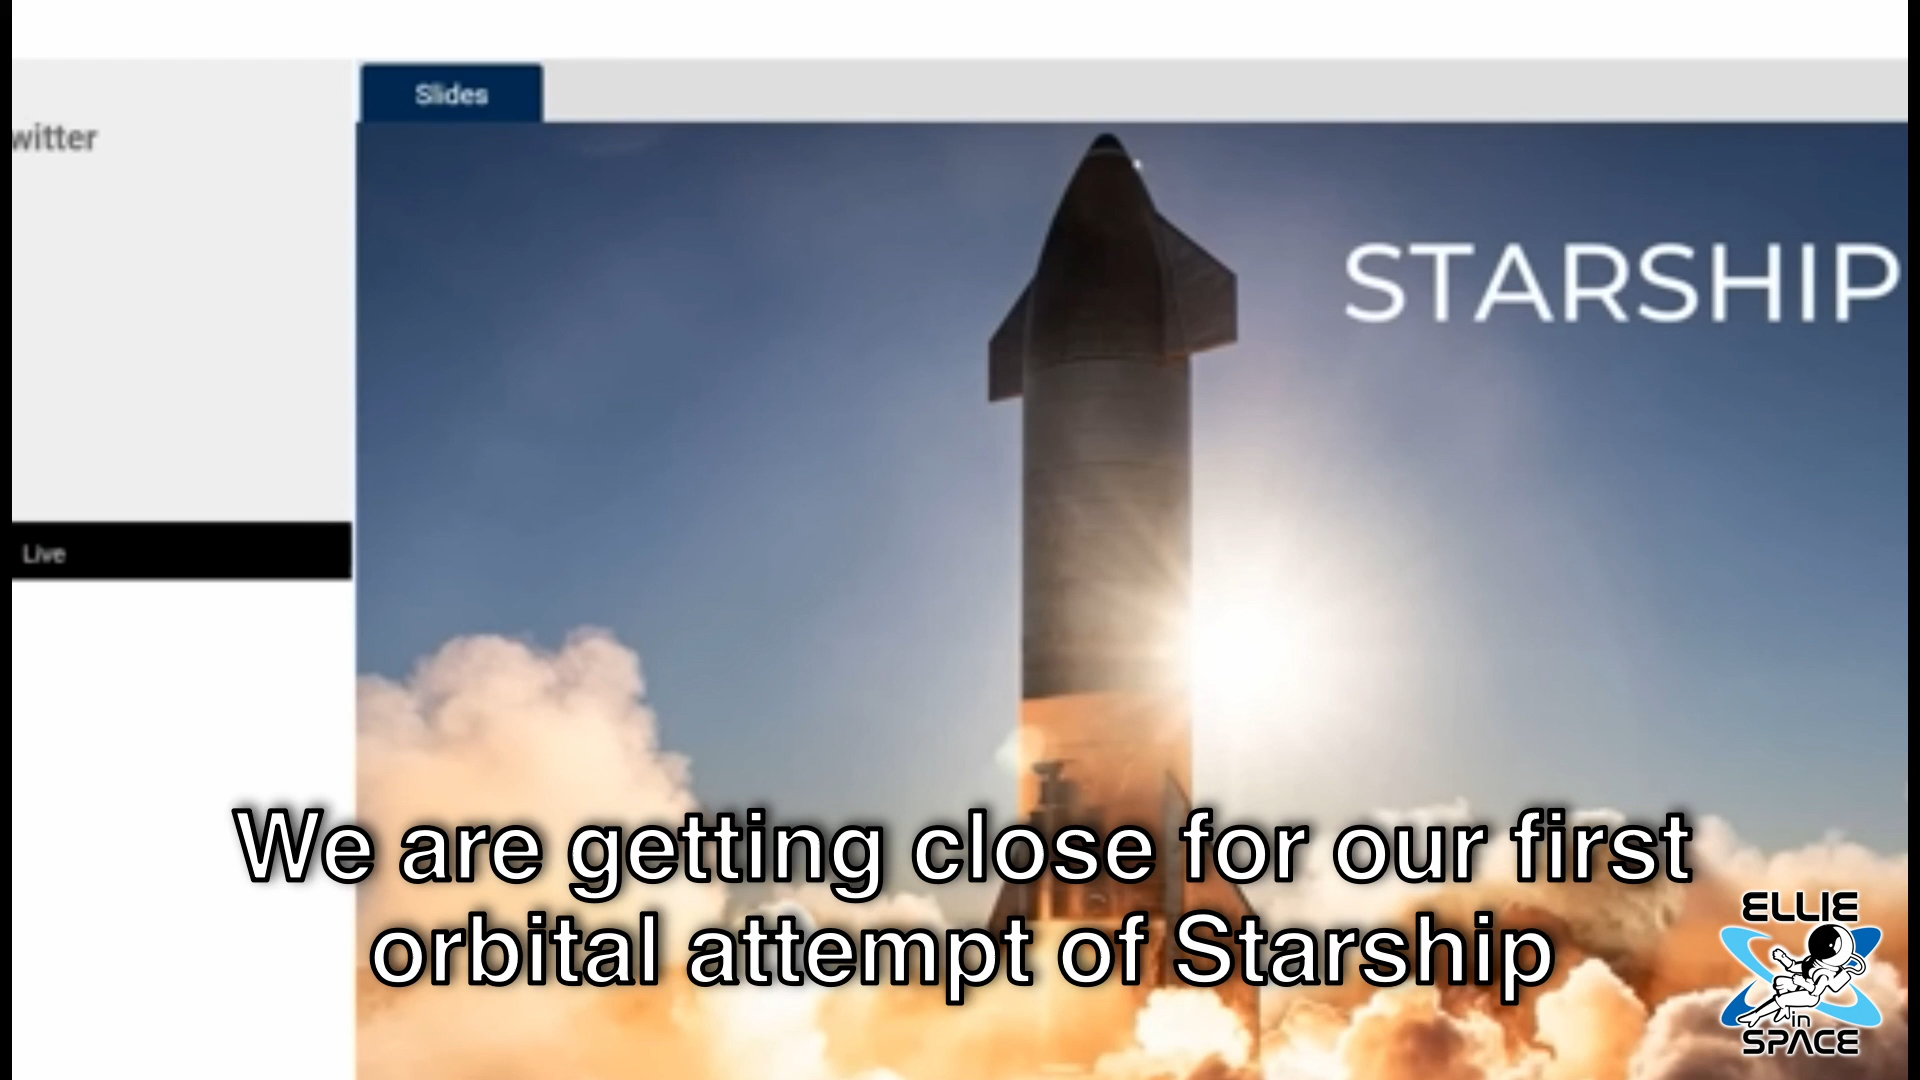 Slides
witter
STARSHIP
Live
We are getting close for our first
orbital attempt of Starship
ELLIE
in
SPACE